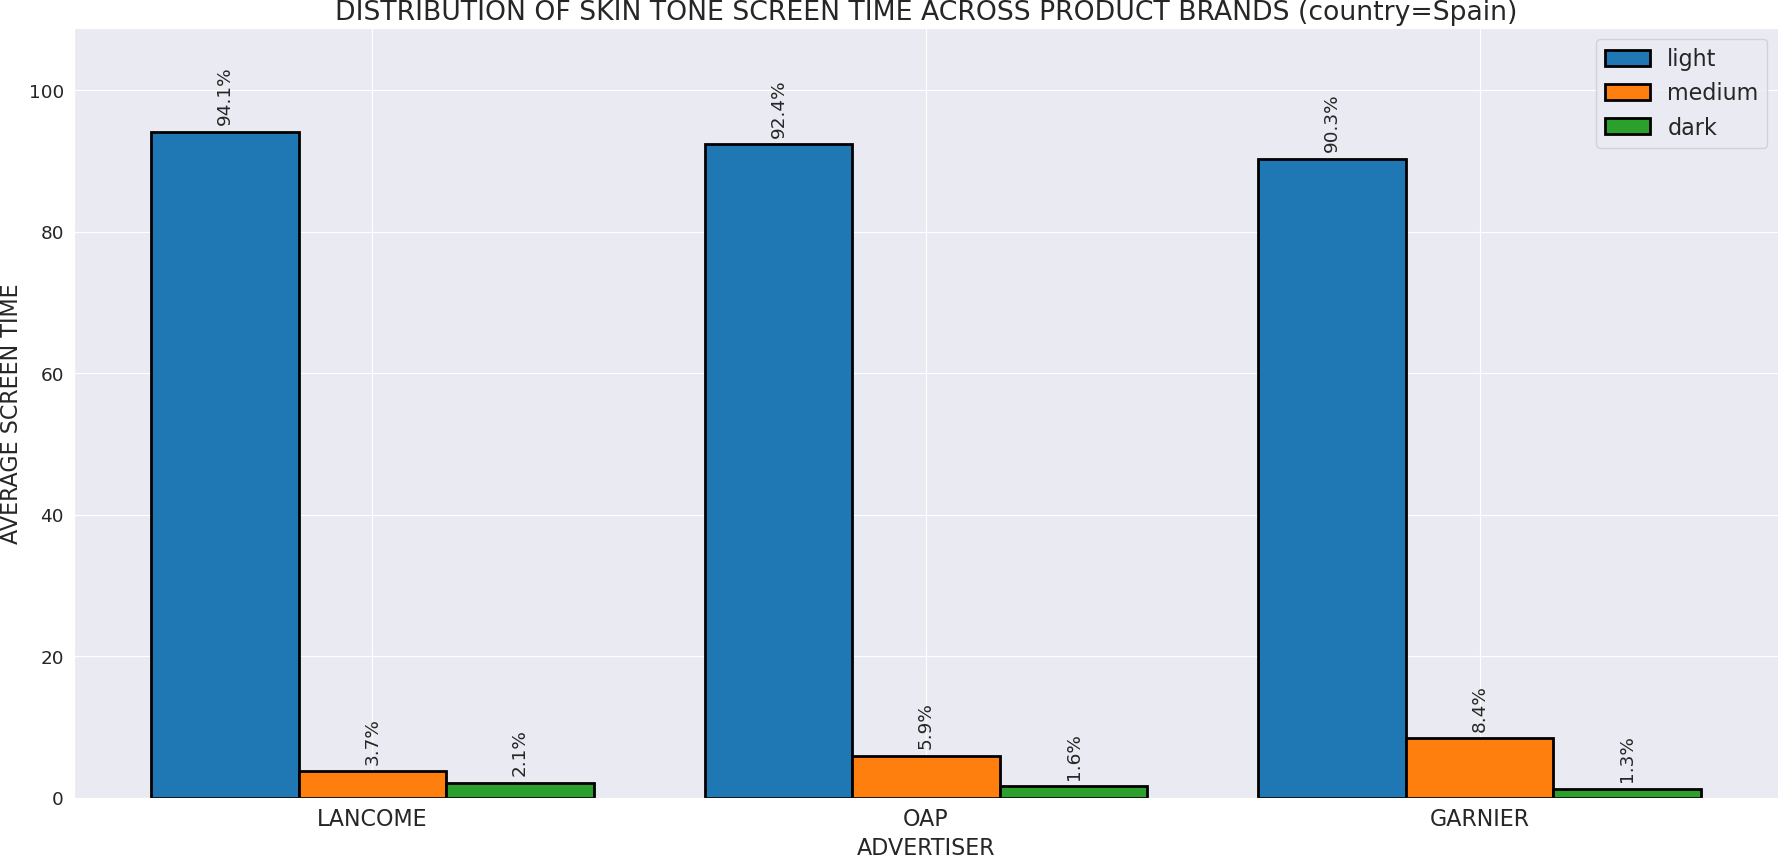 DISTRIBUTION OF SKIN TONE SCREEN TIME ACROSS PRODUCT BRANDS (country=Spain)
light
medium
dark
AVERAGE SCREEN TIME
100
80
60
40
20
0
94.1%
3.7%
2.1%
92.4%
5.9%
1.6%
90.3%
8.4%
1.3%
LANCOME
OAP
GARNIER
ADVERTISER